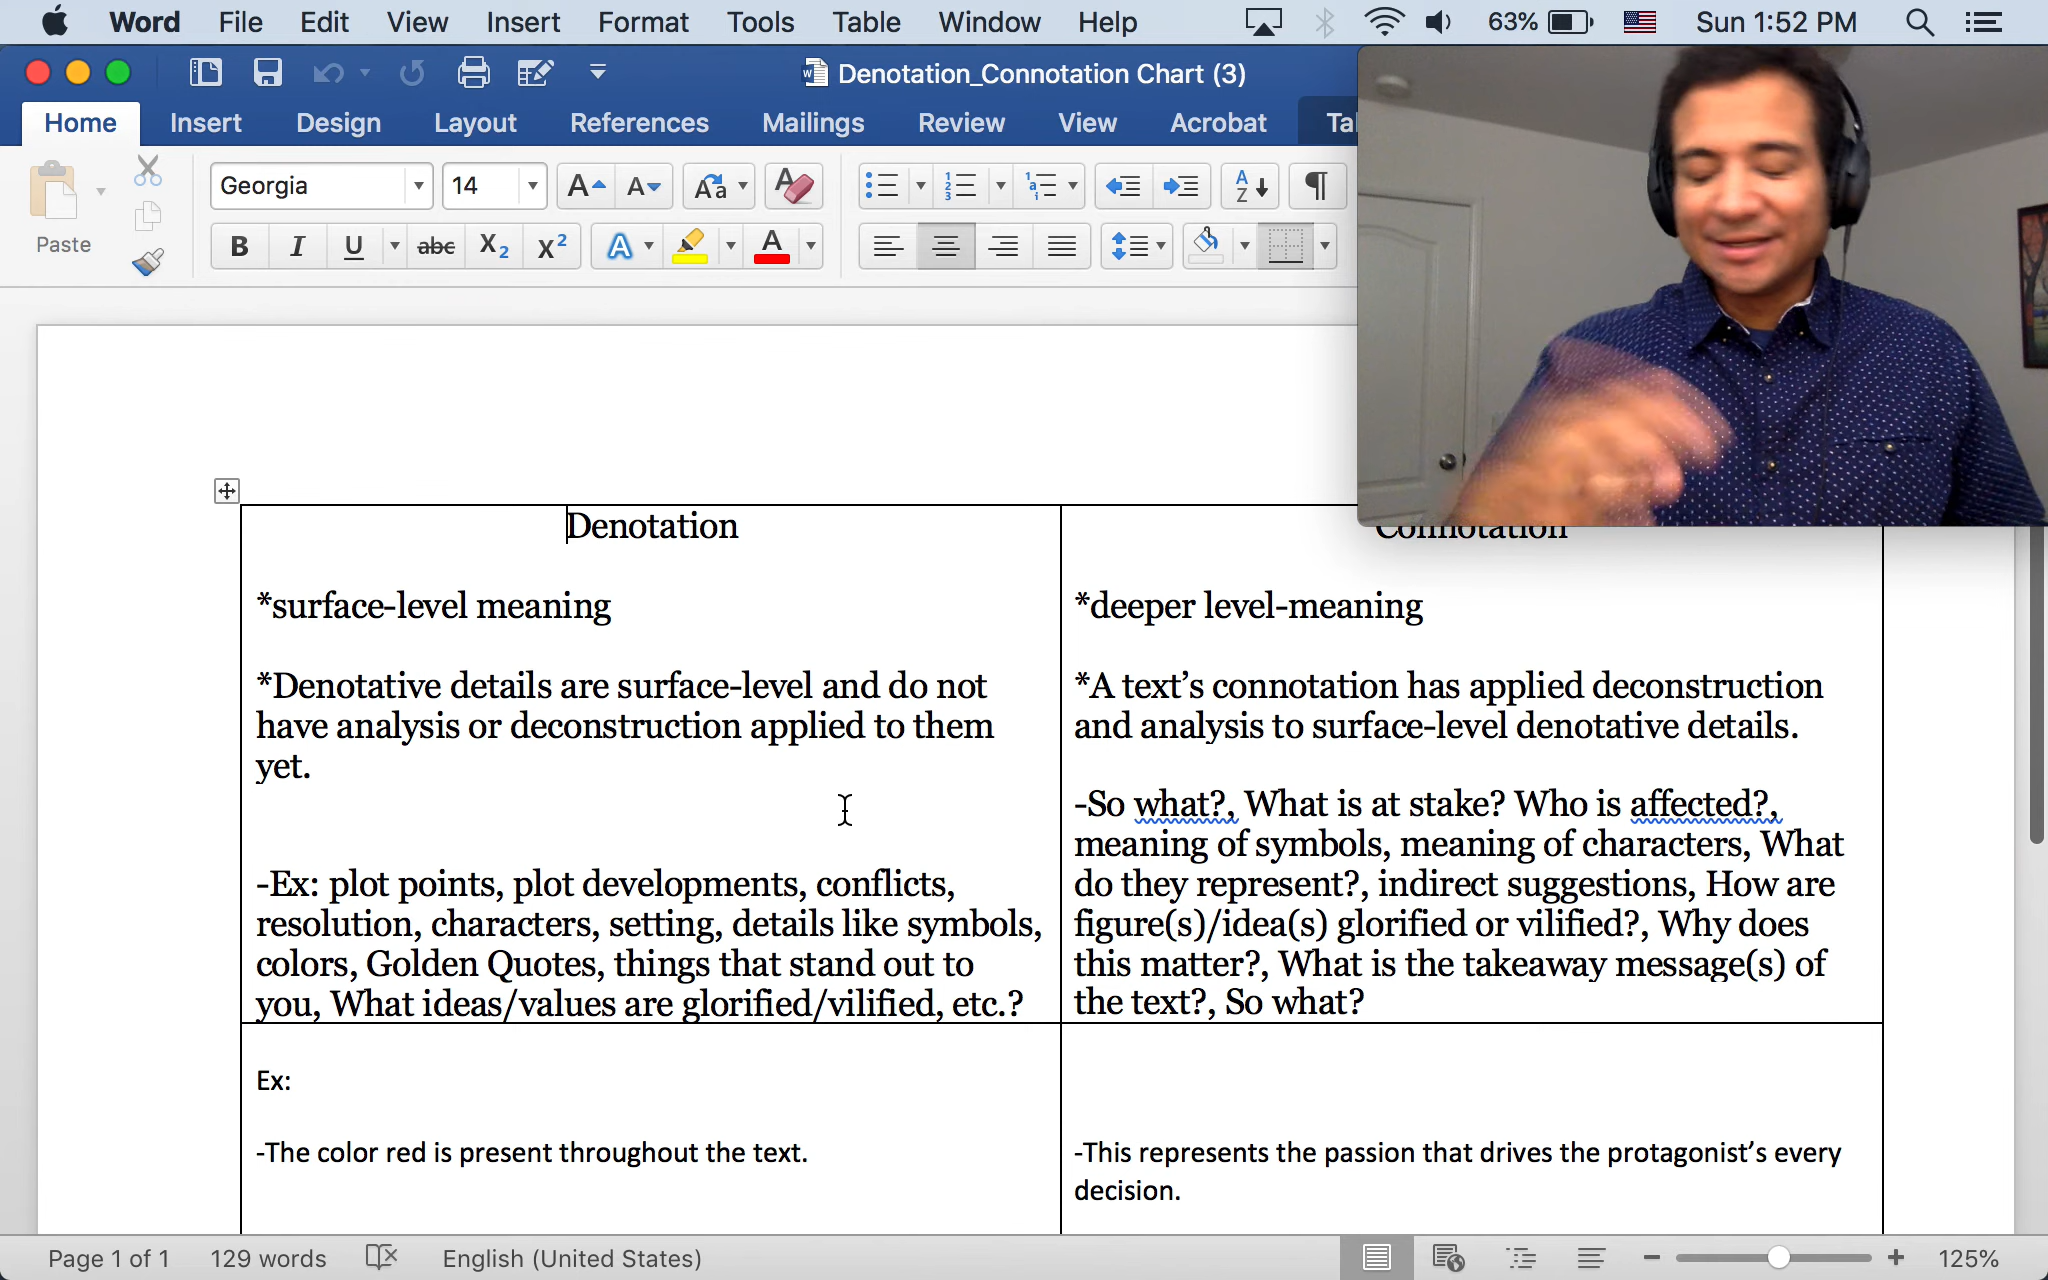 Word File Edit View Insert Format Tools Table Window Help 63% Sun 1:52 PM
Denotation_Connotation Chart (3)
Home Insert Design Layout References Mailings Review View Acrobat
Paste
Georgia 14
Denotation
Connotation
*surface-level meaning
*Denotative details are surface-level and do not
have analysis or deconstruction applied to them
yet.
-Ex: plot points, plot developments, conflicts,
resolution, characters, setting, details like symbols,
colors, Golden Quotes, things that stand out to
you, What ideas/values are glorified/vilified, etc.?
*deeper level-meaning
*A text’s connotation has applied deconstruction
and analysis to surface-level denotative details.
-So what?, What is at stake? Who is affected?,
meaning of symbols, meaning of characters, What
do they represent?, indirect suggestions, How are
figure(s)/idea(s) glorified or vilified?, Why does
this matter?, What is the takeaway message(s) of
the text?, So what?
Ex:
-The color red is present throughout the text.
-This represents the passion that drives the protagonist’s every
decision.
Page 1 of 1 129 words English (United States) 125%